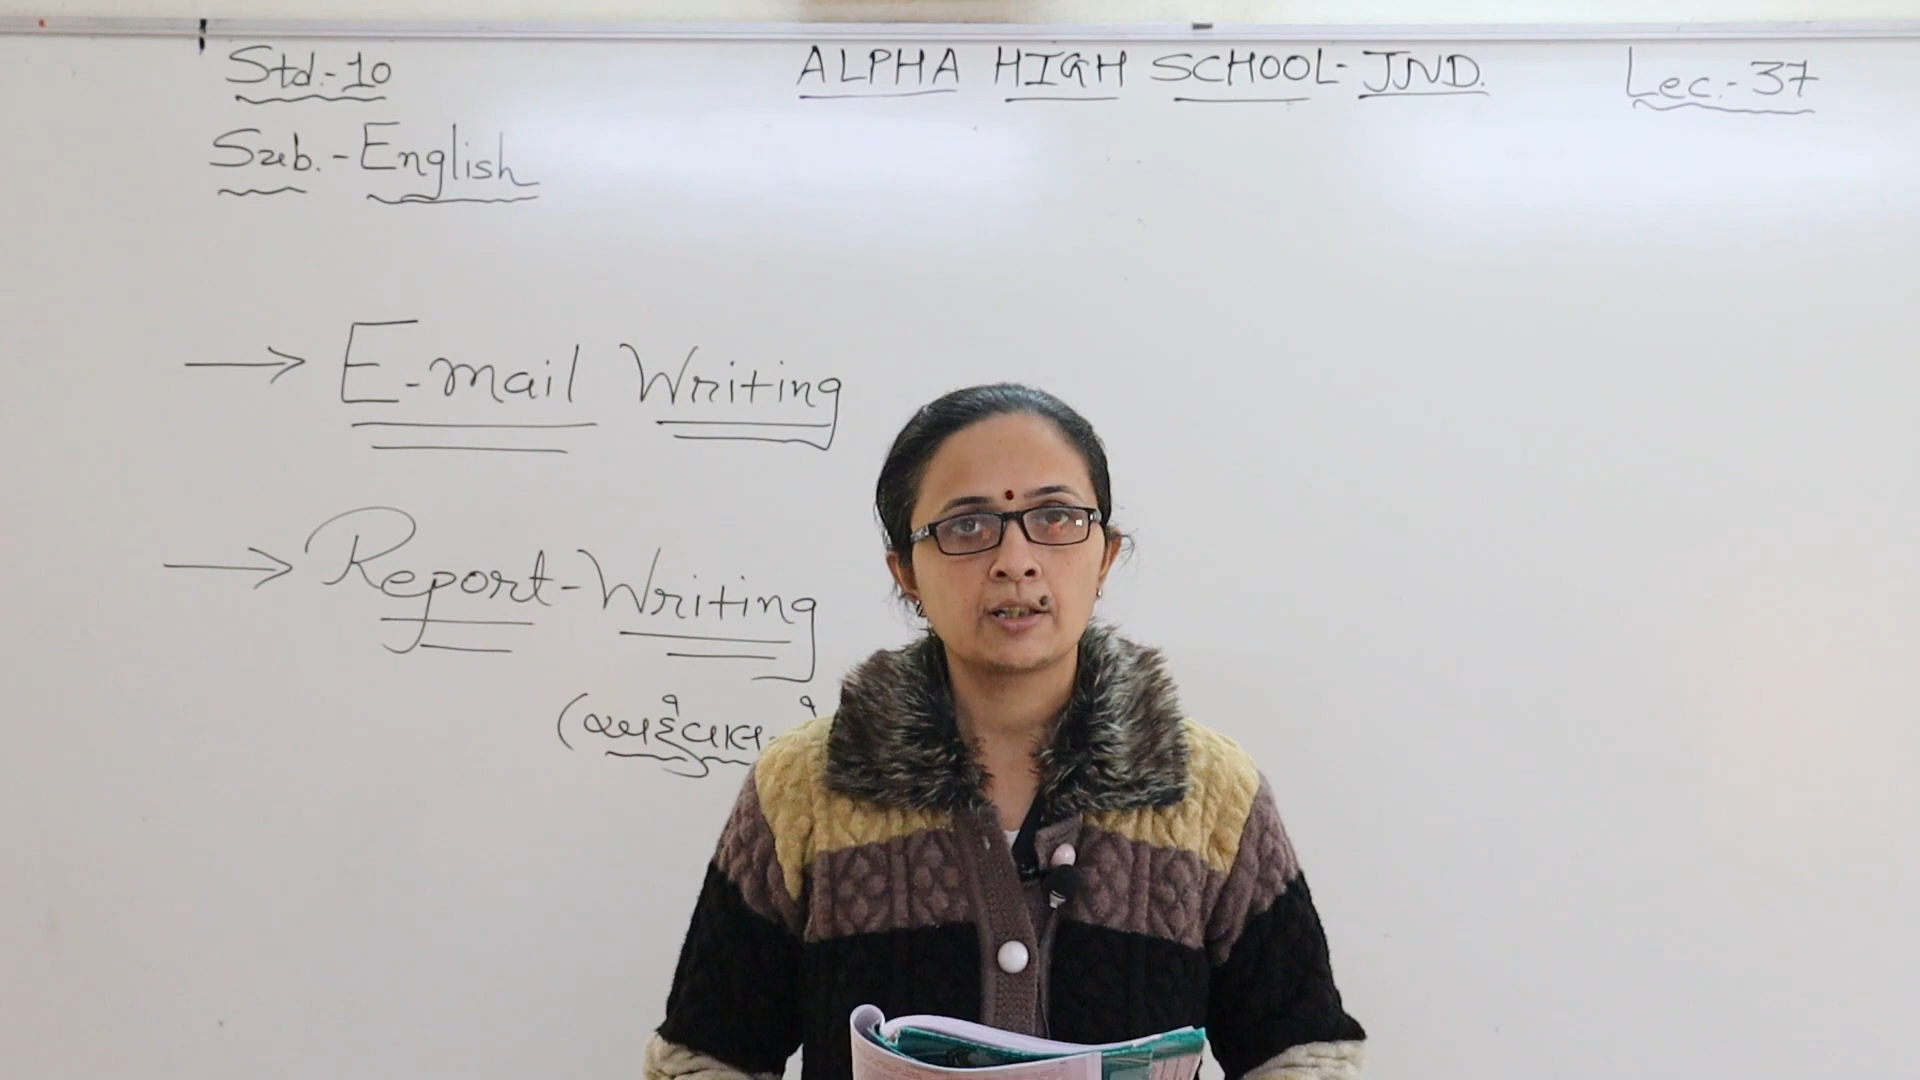 Std.-10
ALPHA HIGH SCHOOL-JND.
Lec.-37
Sub.-English
→ E-mail Writing
→ Report-Writing